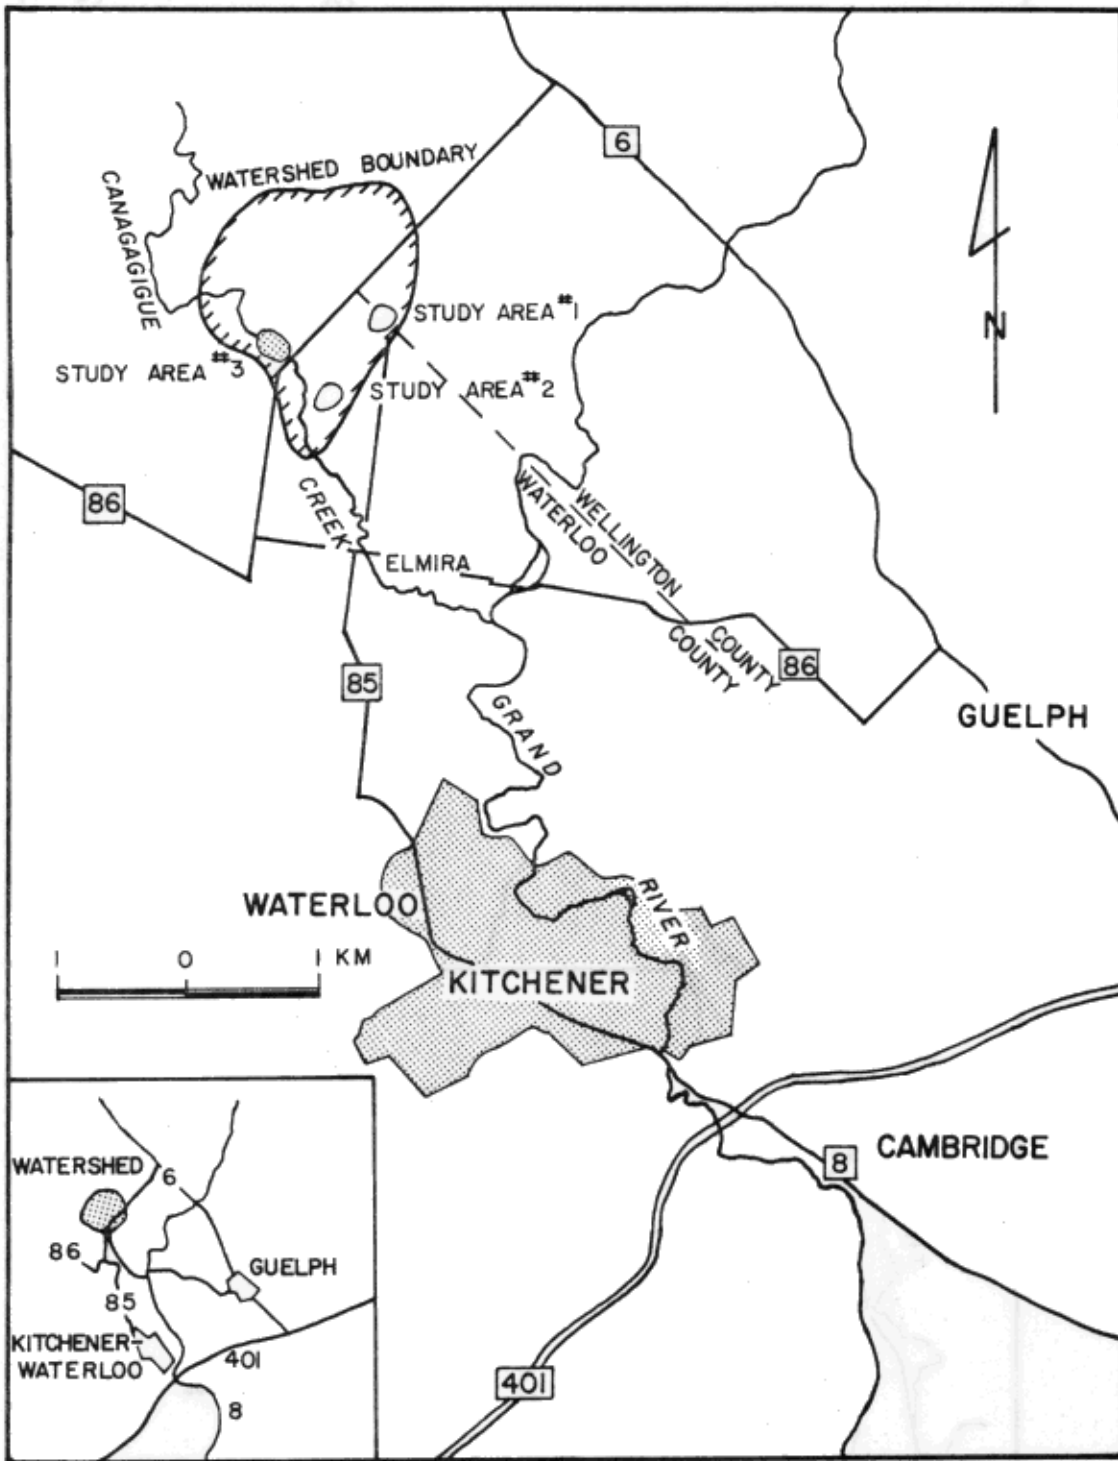 6
WATERSHED BOUNDARY
CANAGAGIGUE
STUDY AREA #1
N
STUDY AREA #3
STUDY AREA #2
86
CREEK
WATERLOO
WELLINGTON
ELMIRA
COUNTY
COUNTY
86
85
GRAND
GUELPH
WATERLOO
RIVER
1 0 1 KM
KITCHENER
CAMBRIDGE
8
401
WATERSHED
6
86
GUELPH
85
KITCHENER-
WATERLOO
401
8